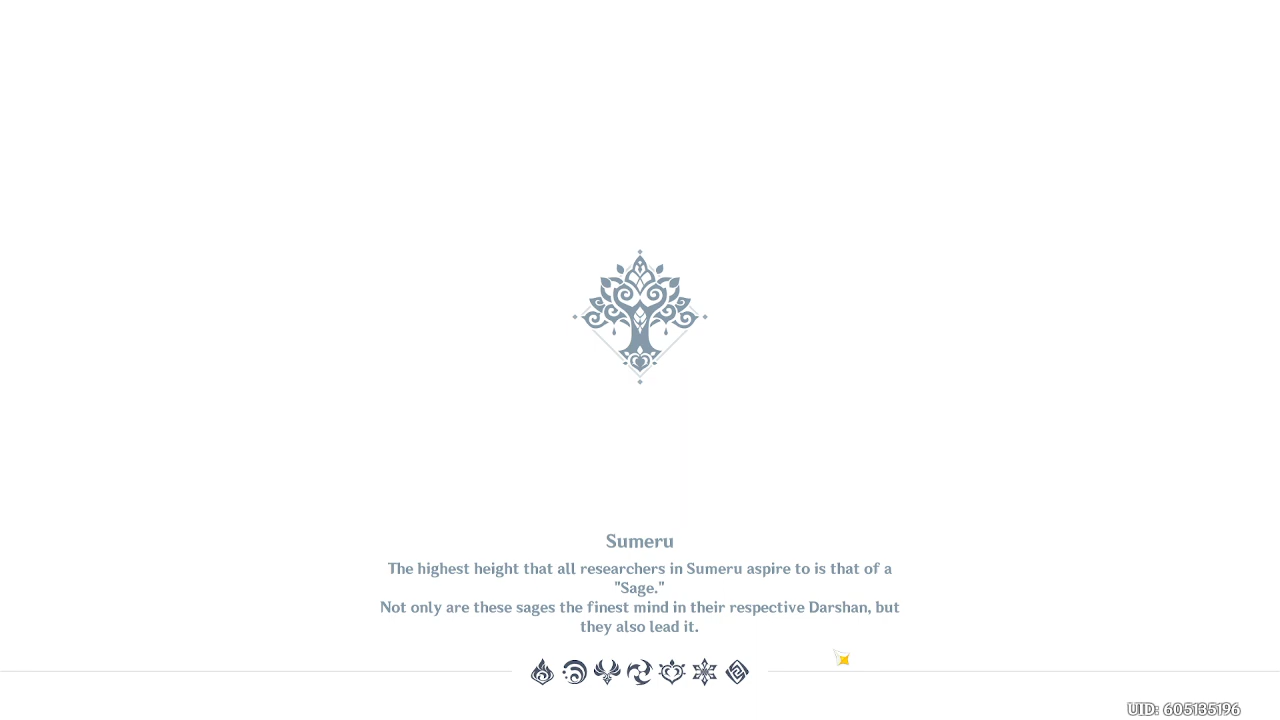 Sumeru
The highest height that all researchers in Sumeru aspire to is that of a
"Sage."
Not only are these sages the finest mind in their respective Darshan, but
they also lead it.
UID: 605135196